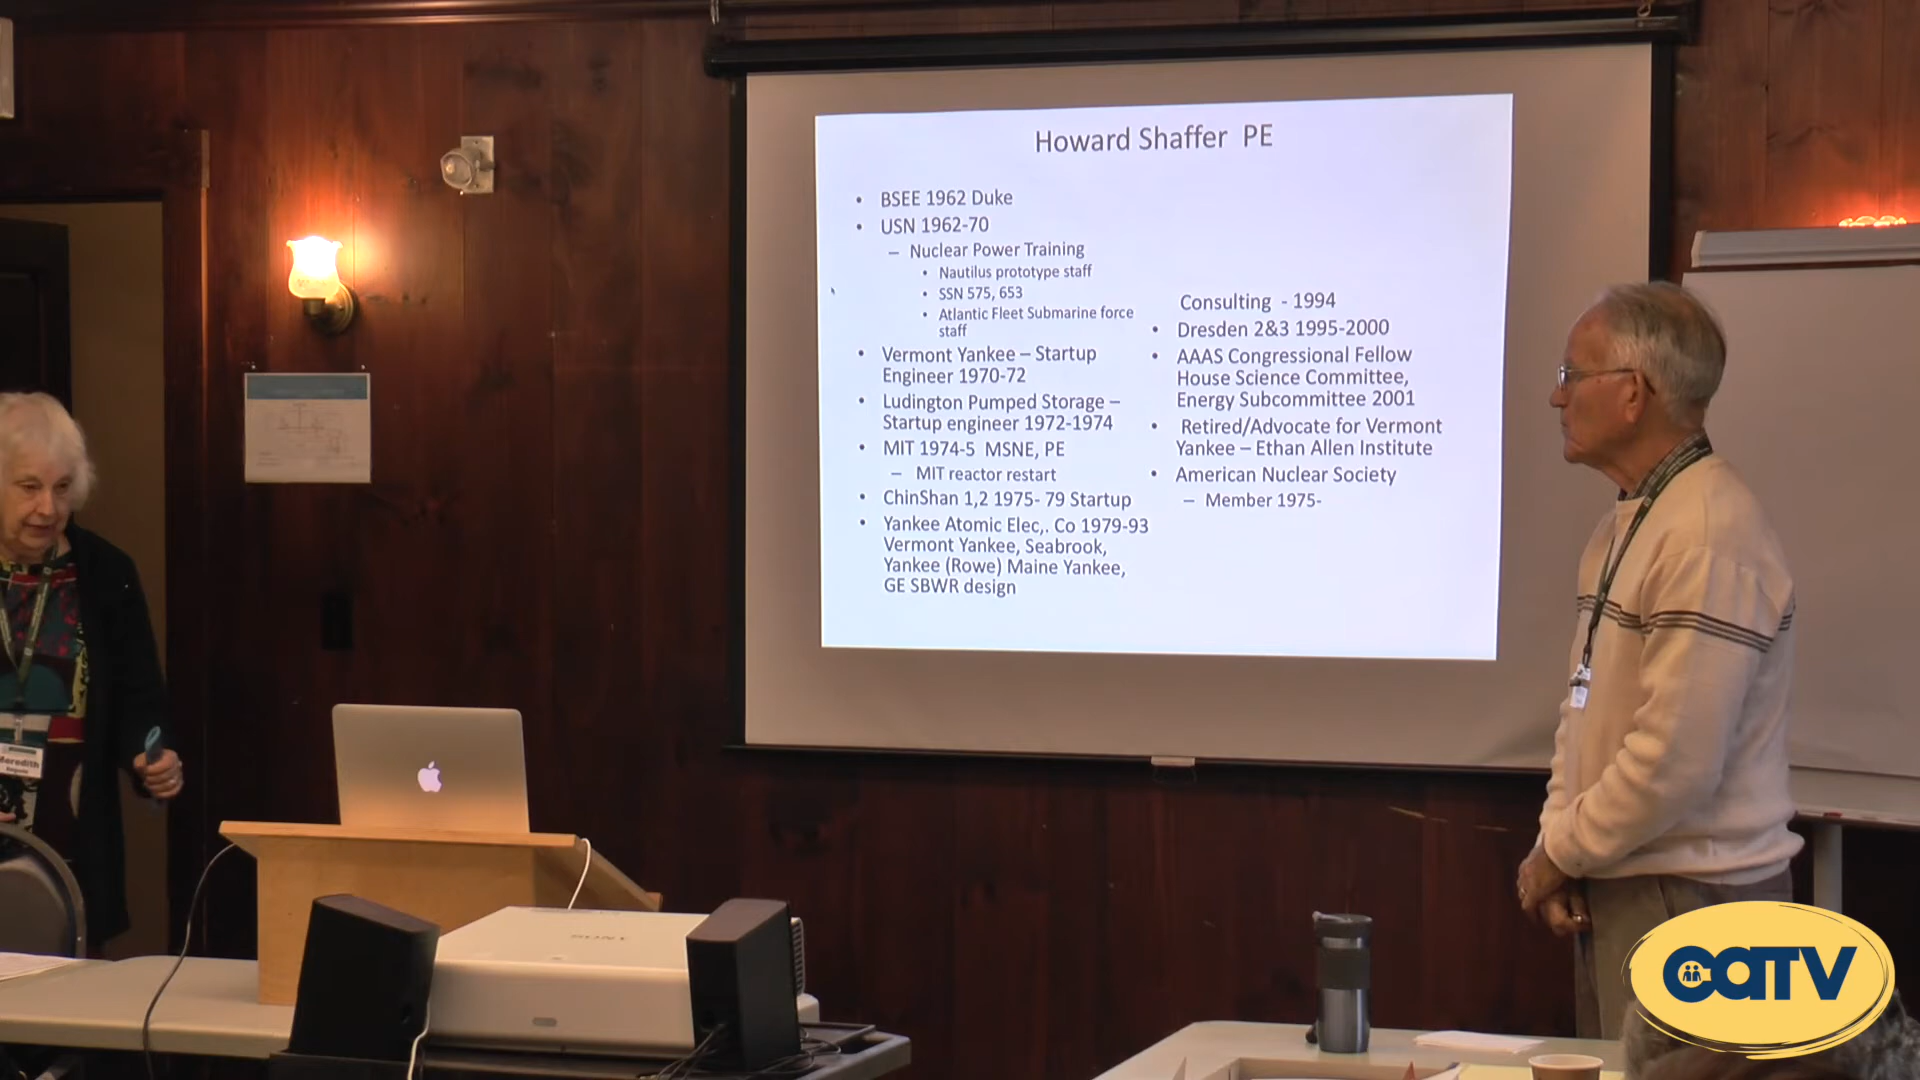 Howard Shaffer PE
• BSEE 1962 Duke
• USN 1962-70
– Nuclear Power Training
• Nautilus prototype staff
• SSN 575, 653
• Atlantic Fleet Submarine force
staff
• Vermont Yankee – Startup
Engineer 1970-72
• Ludington Pumped Storage –
Startup engineer 1972-1974
• MIT 1974-5 MSNE, PE
– MIT reactor restart
• ChinShan 1,2 1975- 79 Startup
• Yankee Atomic Elec,. Co 1979-93
Vermont Yankee, Seabrook,
Yankee (Rowe) Maine Yankee,
GE SBWR design
Consulting - 1994
• Dresden 2&3 1995-2000
• AAAS Congressional Fellow
House Science Committee,
Energy Subcommittee 2001
• Retired/Advocate for Vermont
Yankee – Ethan Allen Institute
• American Nuclear Society
– Member 1975-
Meredith
SONY
CATV